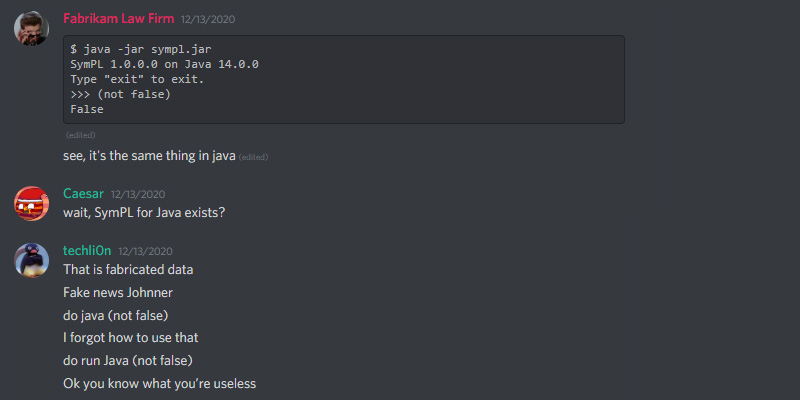 Fabrikam Law Firm 12/13/2020
$ java -jar sympl.jar
SymPL 1.0.0.0 on Java 14.0.0
Type "exit" to exit.
>>> (not false)
False
(edited)
see, it's the same thing in java (edited)
Caesar 12/13/2020
wait, SymPL for Java exists?
techli0n 12/13/2020
That is fabricated data
Fake news Johnner
do java (not false)
I forgot how to use that
do run Java (not false)
Ok you know what you're useless